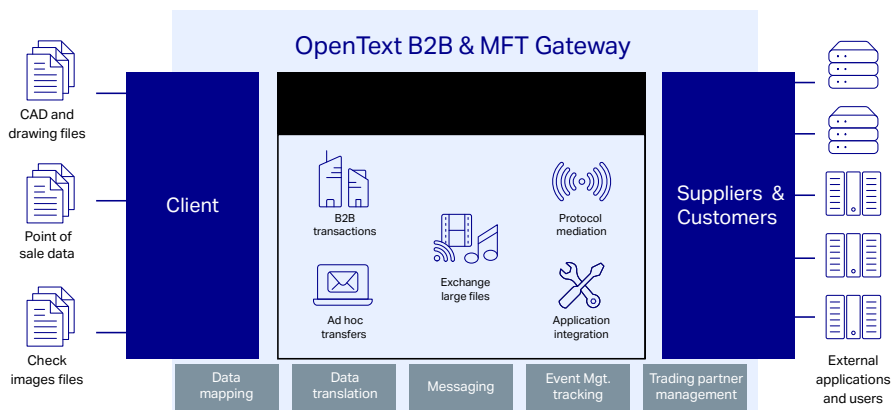 OpenText B2B & MFT Gateway
CAD and
drawing files
Point of
sale data
Check
images files
Client
B2B
transactions
Ad hoc
transfers
Exchange
large files
Protocol
mediation
Application
integration
Suppliers &
Customers
External
applications
and users
Data
mapping
Data
translation
Messaging
Event Mgt.
tracking
Trading partner
management